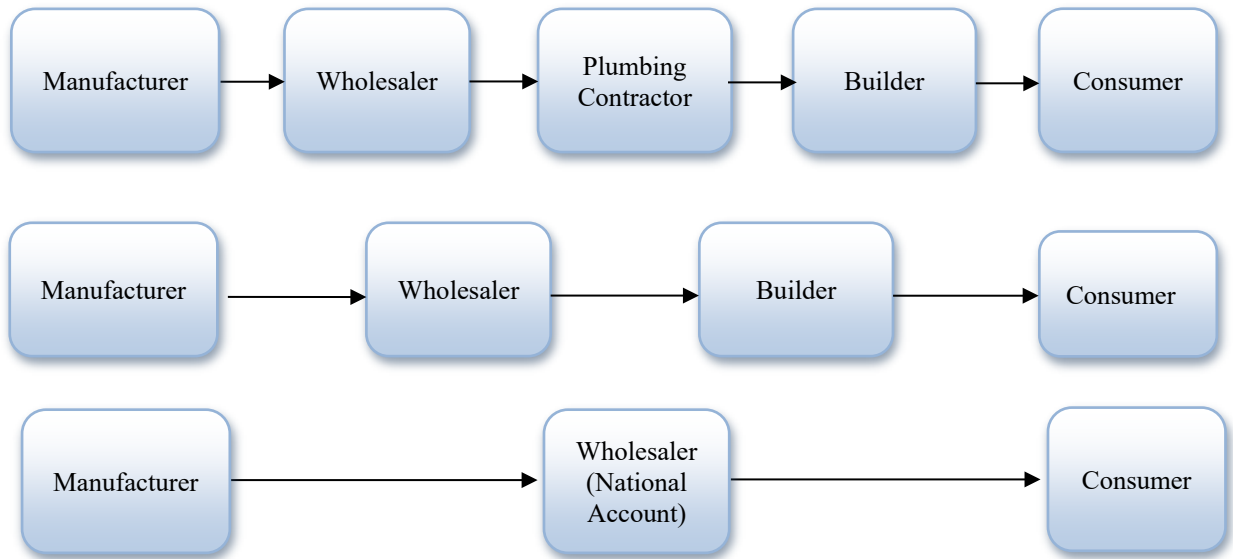 Manufacturer
Wholesaler
Plumbing
Contractor
Builder
Consumer
Manufacturer
Wholesaler
Builder
Consumer
Manufacturer
Wholesaler
(National
Account)
Consumer